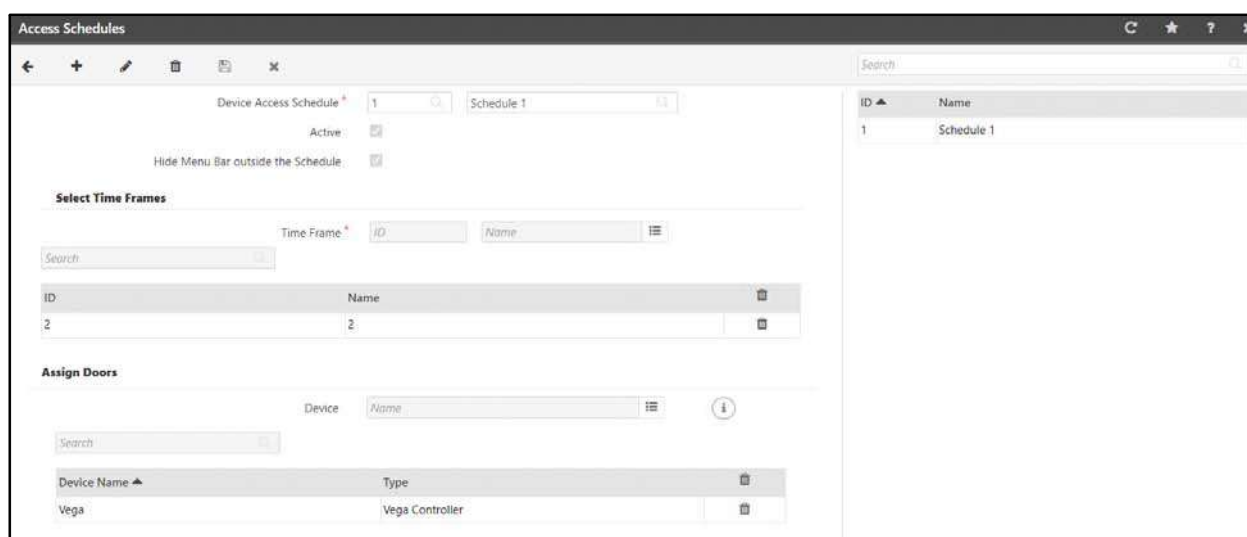 Access Schedules
Search
Device Access Schedule * 1 Schedule 1
Active
Hide Menu Bar outside the Schedule
Select Time Frames
Time Frame * ID Name
Search
ID Name
2 2
Assign Doors
Device Name
Search
Device Name Type
Vega Vega Controller
ID Name
1 Schedule 1